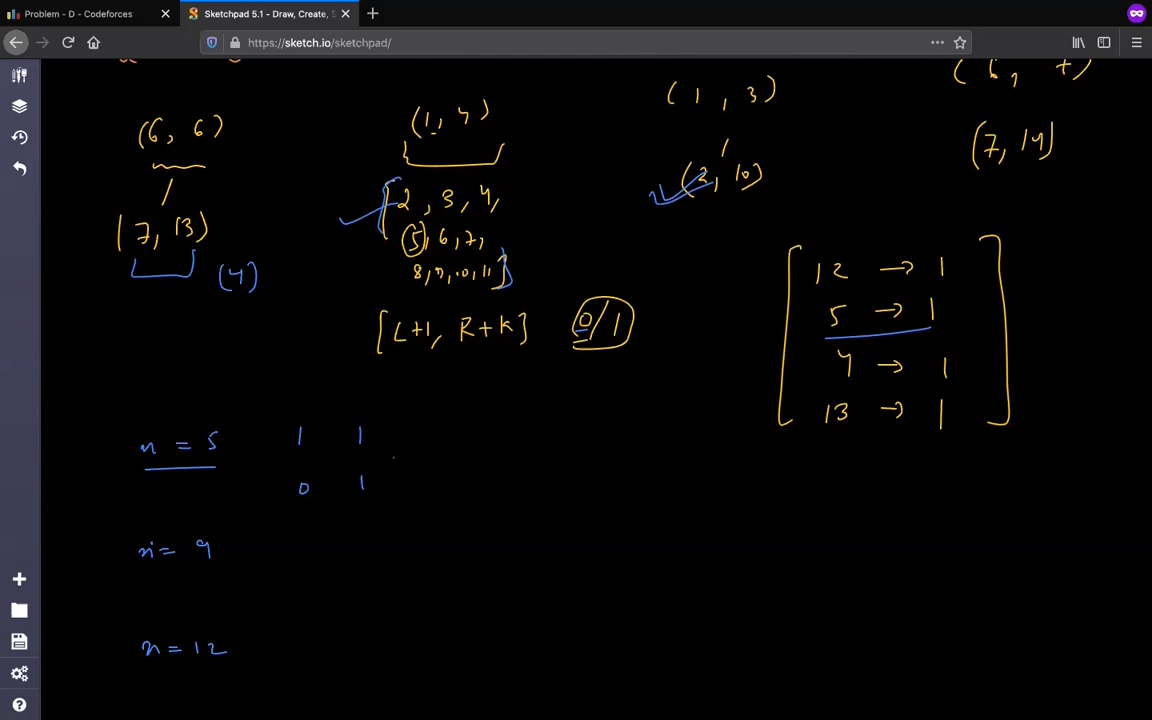 Problem - D - Codeforces
Sketchpad 5.1 - Draw, Create, S
https://sketch.io/sketchpad/
(6, 6)
(1, 4)
(1, 3)
(7, 14)
(7, 13)
(4)
[2, 3, 4,
(5), 6, 7,
8, 9, 10, 11]
(2, 10)
[L+1, R+K]
0/1
12 → 1
5 → 1
4 → 1
13 → 1
n = 5 1 1
0 1
n = 9
n = 12